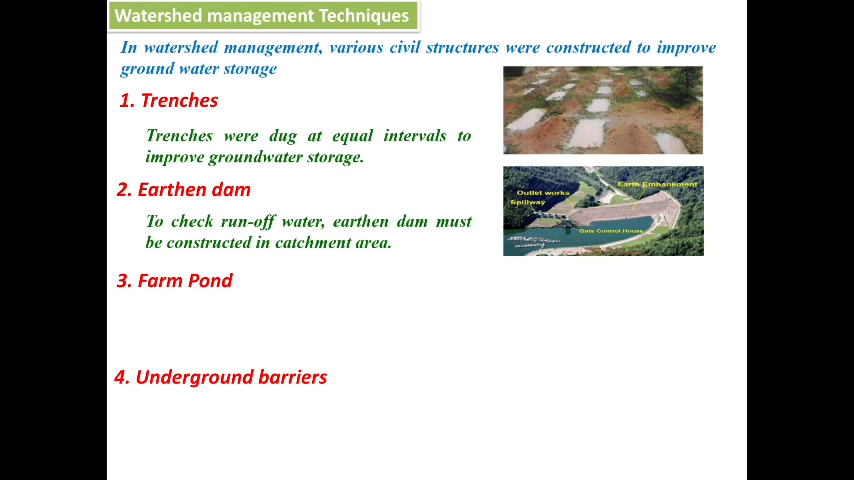 Watershed management Techniques
In watershed management, various civil structures were constructed to improve
ground water storage
1. Trenches
Trenches were dug at equal intervals to
improve groundwater storage.
2. Earthen dam
To check run-off water, earthen dam must
be constructed in catchment area.
Earth Embankment
Outlet works
Spillway
Gate Control House
3. Farm Pond
4. Underground barriers